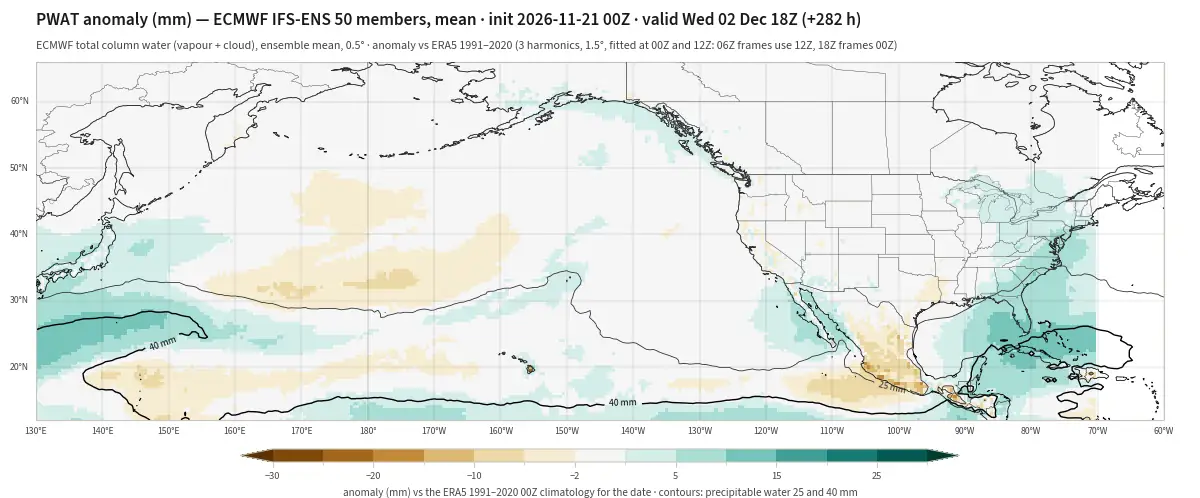 PWAT anomaly (mm) — ECMWF IFS-ENS 50 members, mean · init 2026-11-21 00Z · valid Wed 02 Dec 18Z (+282 h)
ECMWF total column water (vapour + cloud), ensemble mean, 0.5° · anomaly vs ERA5 1991–2020 (3 harmonics, 1.5°, fitted at 00Z and 12Z: 06Z frames use 12Z, 18Z frames 00Z)
60°N
50°N
40°N
30°N
20°N
40 mm
40 mm
25 mm
130°E 140°E 150°E 160°E 170°E 180° 170°W 160°W 150°W 140°W 130°W 120°W 110°W 100°W 90°W 80°W 70°W 60°W
−30 −20 −10 −2 5 15 25
anomaly (mm) vs the ERA5 1991–2020 00Z climatology for the date · contours: precipitable water 25 and 40 mm